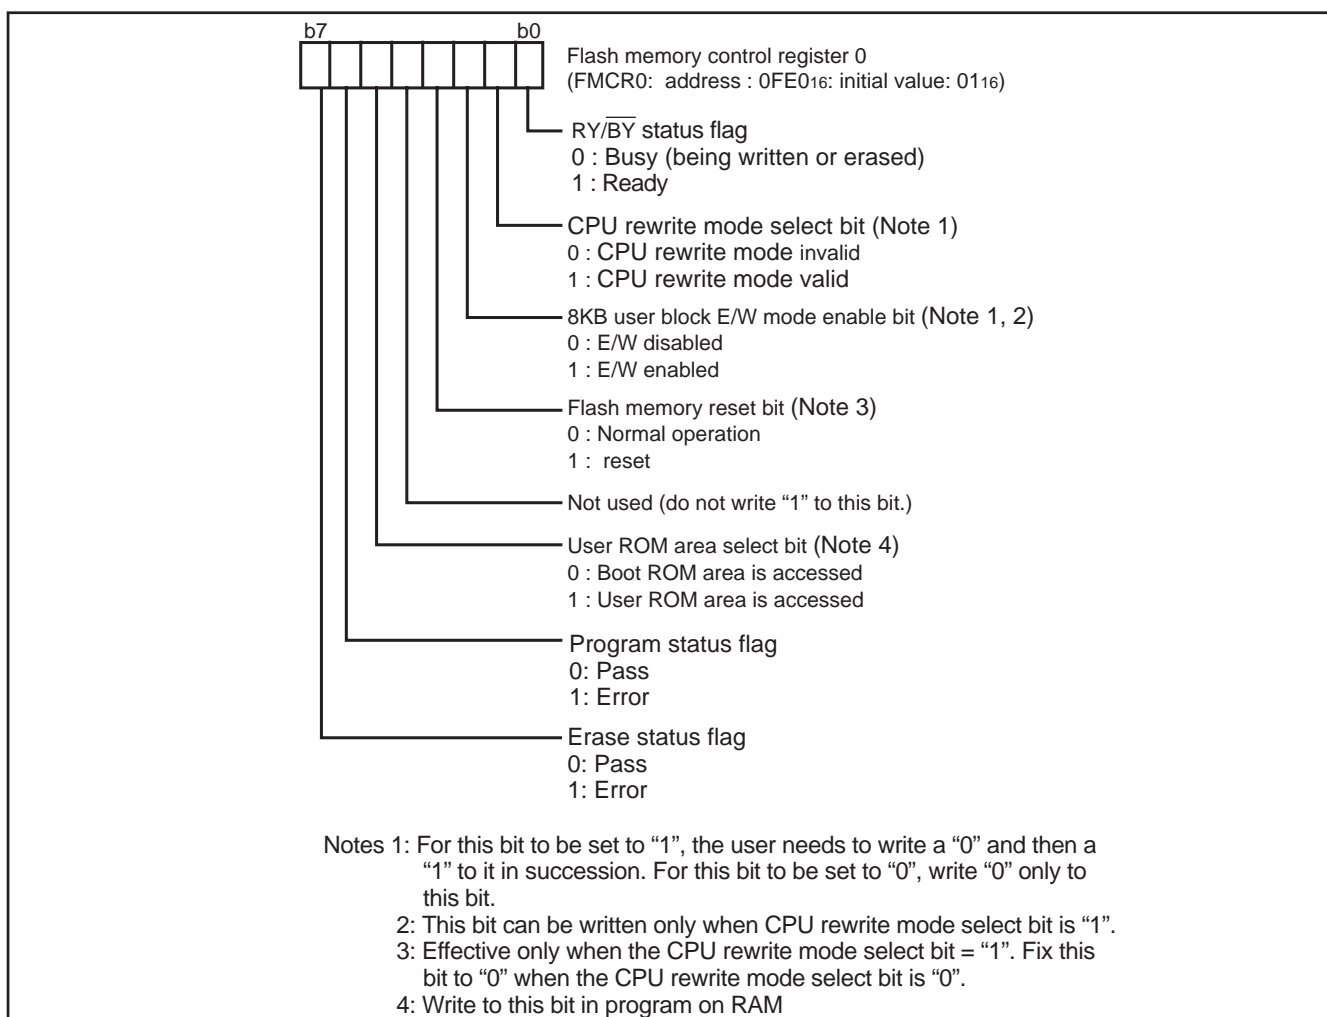 b7 b0
Flash memory control register 0
(FMCR0: address : 0FE016: initial value: 0116)
RY/BY status flag
0 : Busy (being written or erased)
1 : Ready
CPU rewrite mode select bit (Note 1)
0 : CPU rewrite mode invalid
1 : CPU rewrite mode valid
8KB user block E/W mode enable bit (Note 1, 2)
0 : E/W disabled
1 : E/W enabled
Flash memory reset bit (Note 3)
0 : Normal operation
1 : reset
Not used (do not write “1” to this bit.)
User ROM area select bit (Note 4)
0 : Boot ROM area is accessed
1 : User ROM area is accessed
Program status flag
0: Pass
1: Error
Erase status flag
0: Pass
1: Error
Notes 1: For this bit to be set to “1”, the user needs to write a “0” and then a
“1” to it in succession. For this bit to be set to “0”, write “0” only to
this bit.
2: This bit can be written only when CPU rewrite mode select bit is “1”.
3: Effective only when the CPU rewrite mode select bit = “1”. Fix this
bit to “0” when the CPU rewrite mode select bit is “0”.
4: Write to this bit in program on RAM